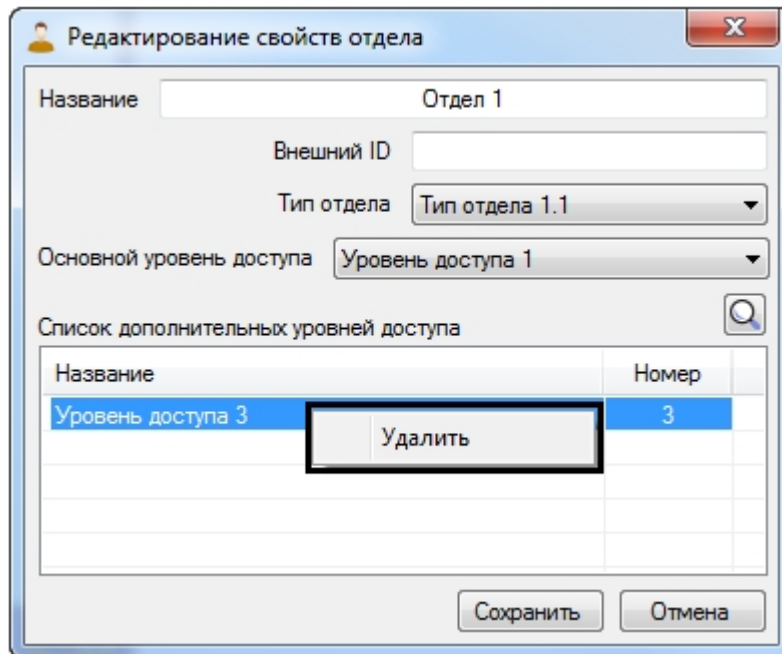 Редактирование свойств отдела
Название Отдел 1
Внешний ID
Тип отдела Тип отдела 1.1
Основной уровень доступа Уровень доступа 1
Список дополнительных уровней доступа
Название Номер
Уровень доступа 3 3
Удалить
Сохранить Отмена